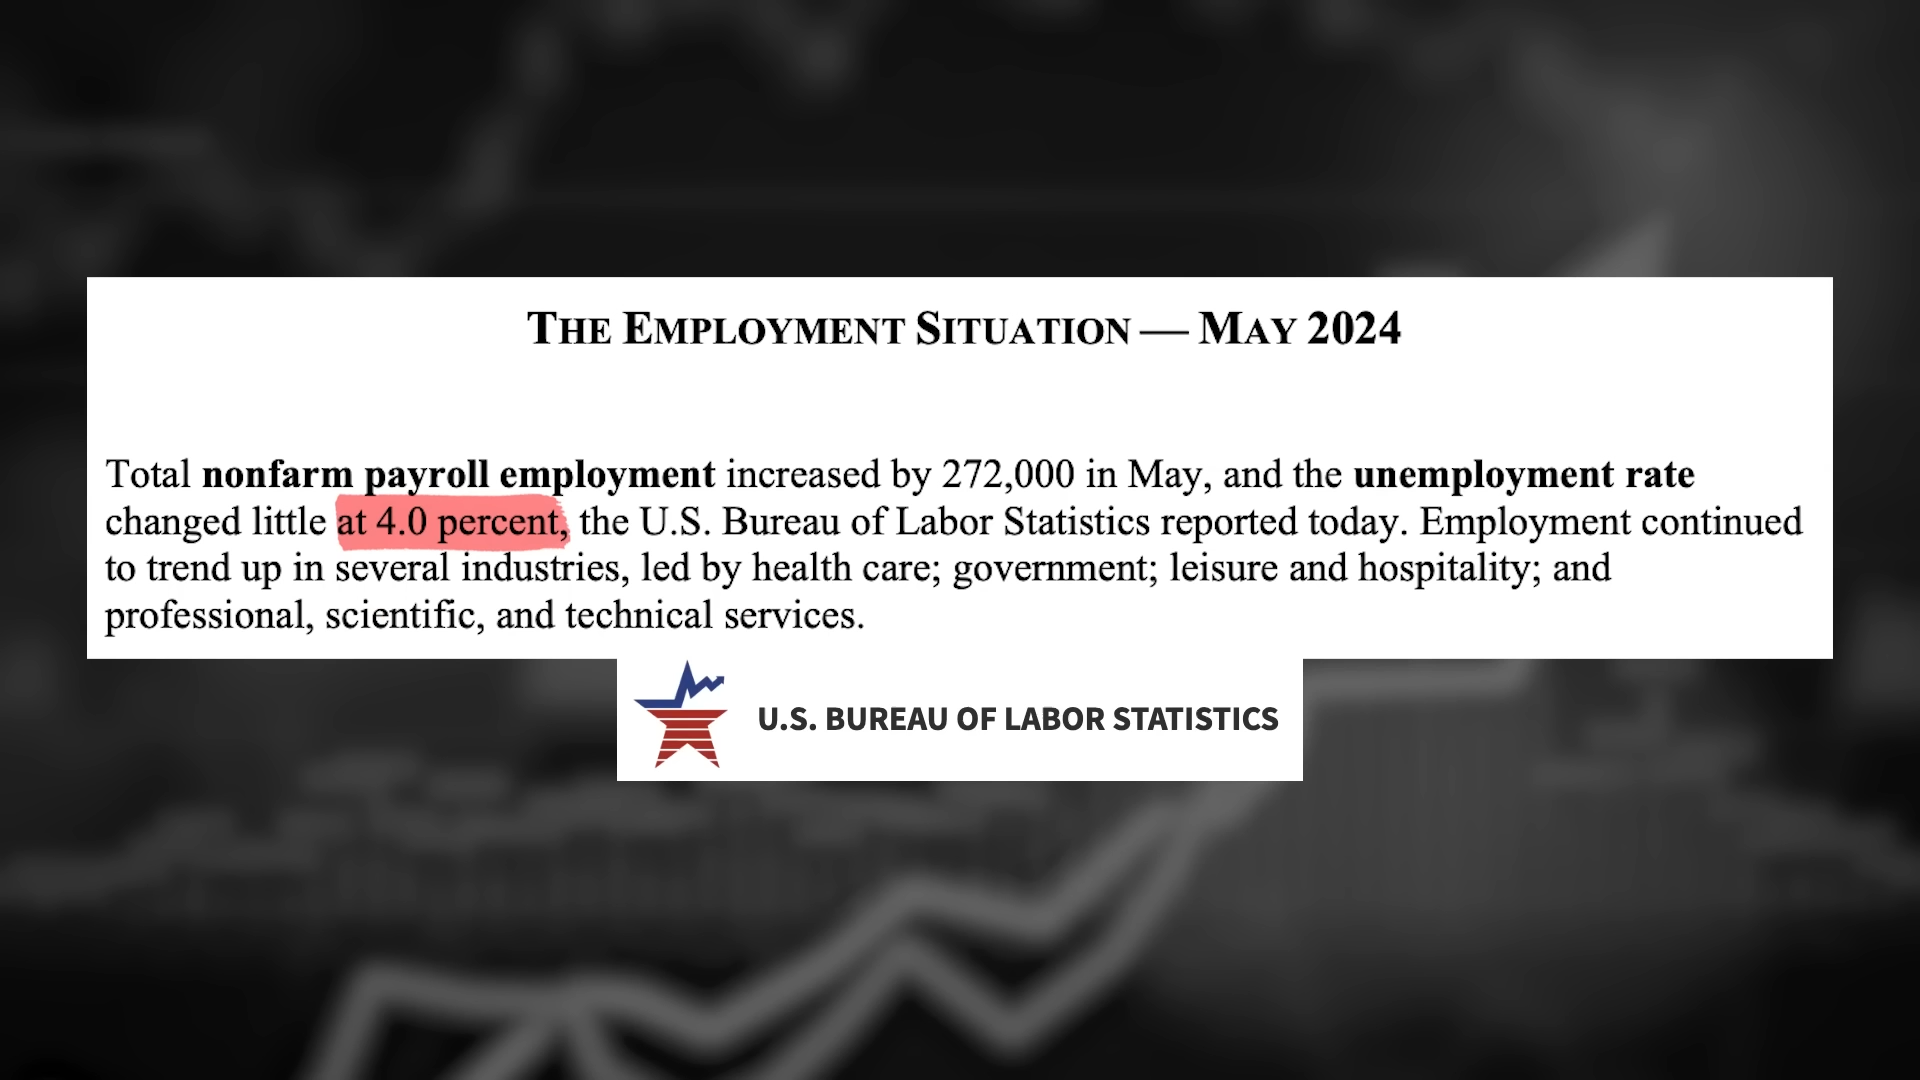 THE EMPLOYMENT SITUATION — MAY 2024
Total nonfarm payroll employment increased by 272,000 in May, and the unemployment rate
changed little at 4.0 percent, the U.S. Bureau of Labor Statistics reported today. Employment continued
to trend up in several industries, led by health care; government; leisure and hospitality; and
professional, scientific, and technical services.
U.S. BUREAU OF LABOR STATISTICS